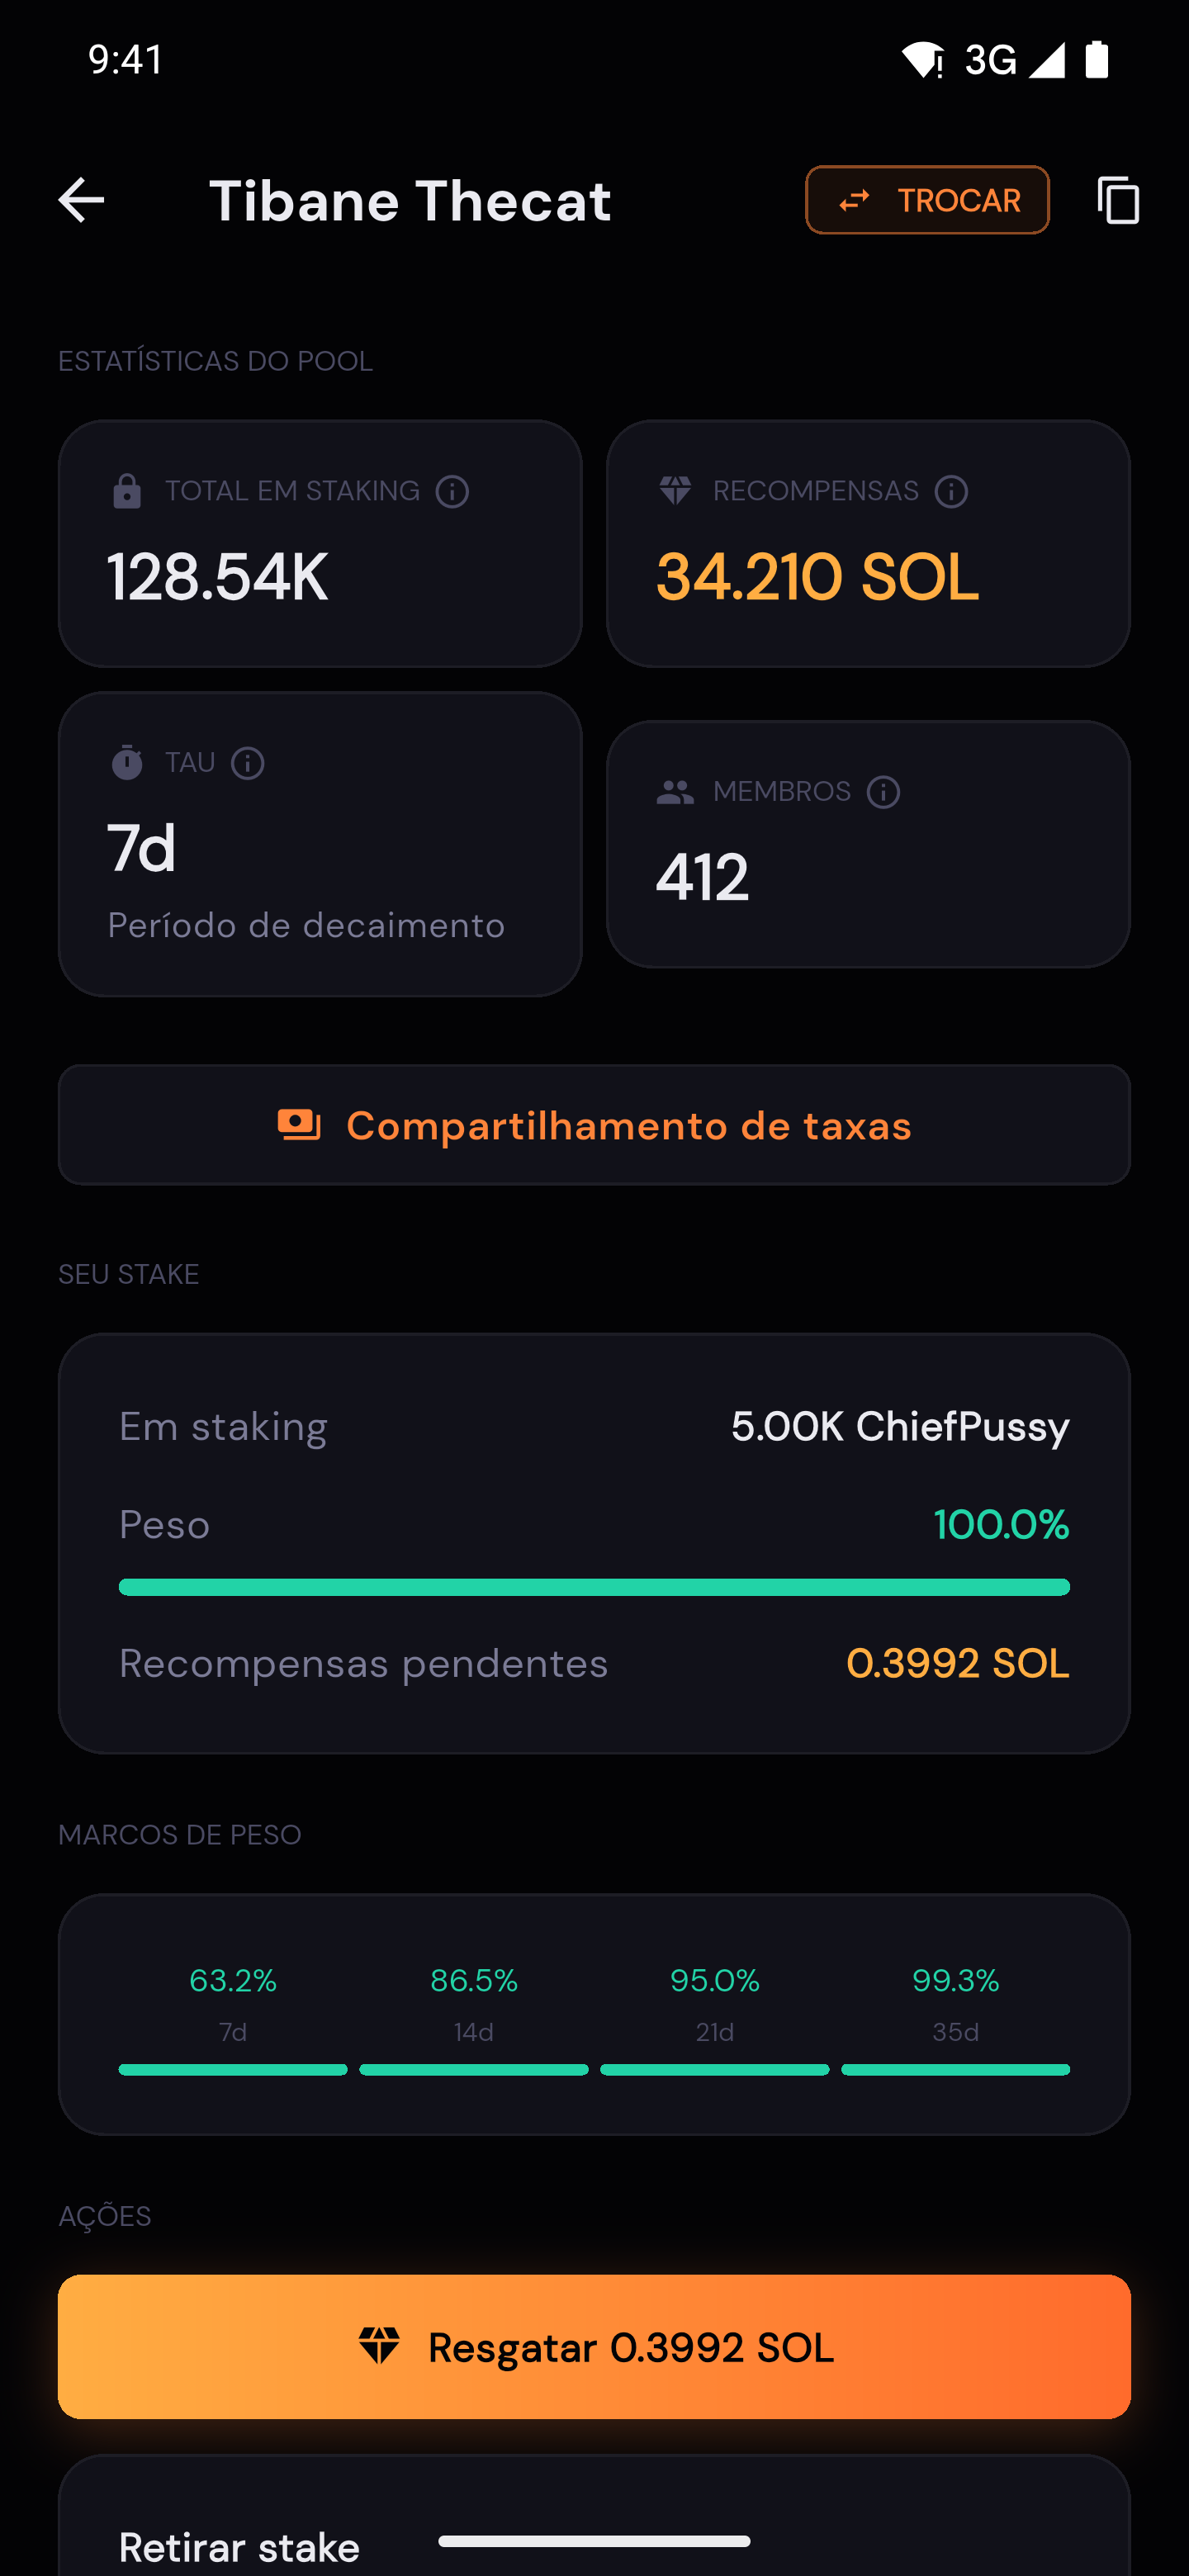 9:41
3G
Tibane Thecat
TROCAR
ESTATÍSTICAS DO POOL
TOTAL EM STAKING
128.54K
RECOMPENSAS
34.210 SOL
TAU
7d
Período de decaimento
MEMBROS
412
Compartilhamento de taxas
SEU STAKE
Em staking
5.00K ChiefPussy
Peso
100.0%
Recompensas pendentes
0.3992 SOL
MARCOS DE PESO
63.2%
86.5%
95.0%
99.3%
7d
14d
21d
35d
AÇÕES
Resgatar 0.3992 SOL
Retirar stake